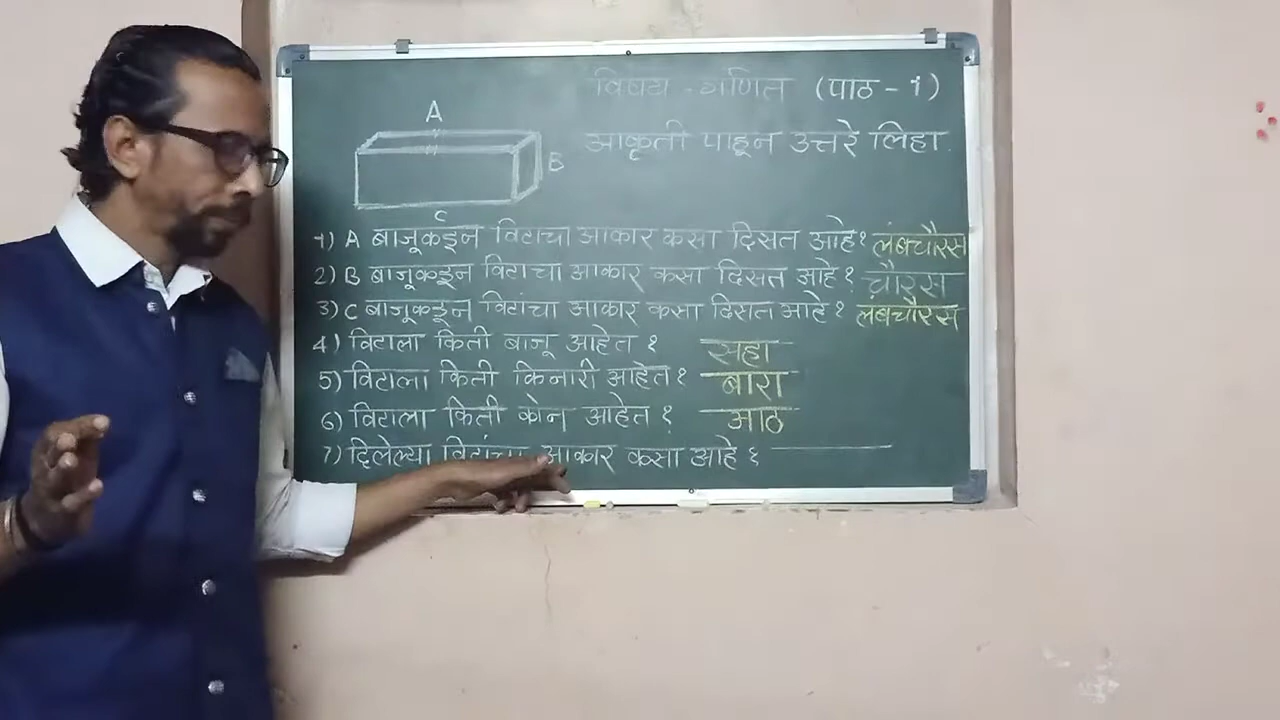 विषय - गणित (पाठ - १)
A
आकृती पाहून उत्तरे लिहा.
B
C
१) A बाजूकडून विटाचा आकार कसा दिसत आहे? लंबचौरस
2) B बाजूकडून विटाचा आकार कसा दिसत आहे? चौरस
3) C बाजूकडून विटांचा आकार कसा दिसत आहे? लंबचौरस
4) विटाला किती बाजू आहेत? सहा
5) विटाला किती किनारी आहेत? बारा
6) विटाला किती कोन आहेत? आठ
7) दिलेल्या विटांचा आकार कसा आहे?